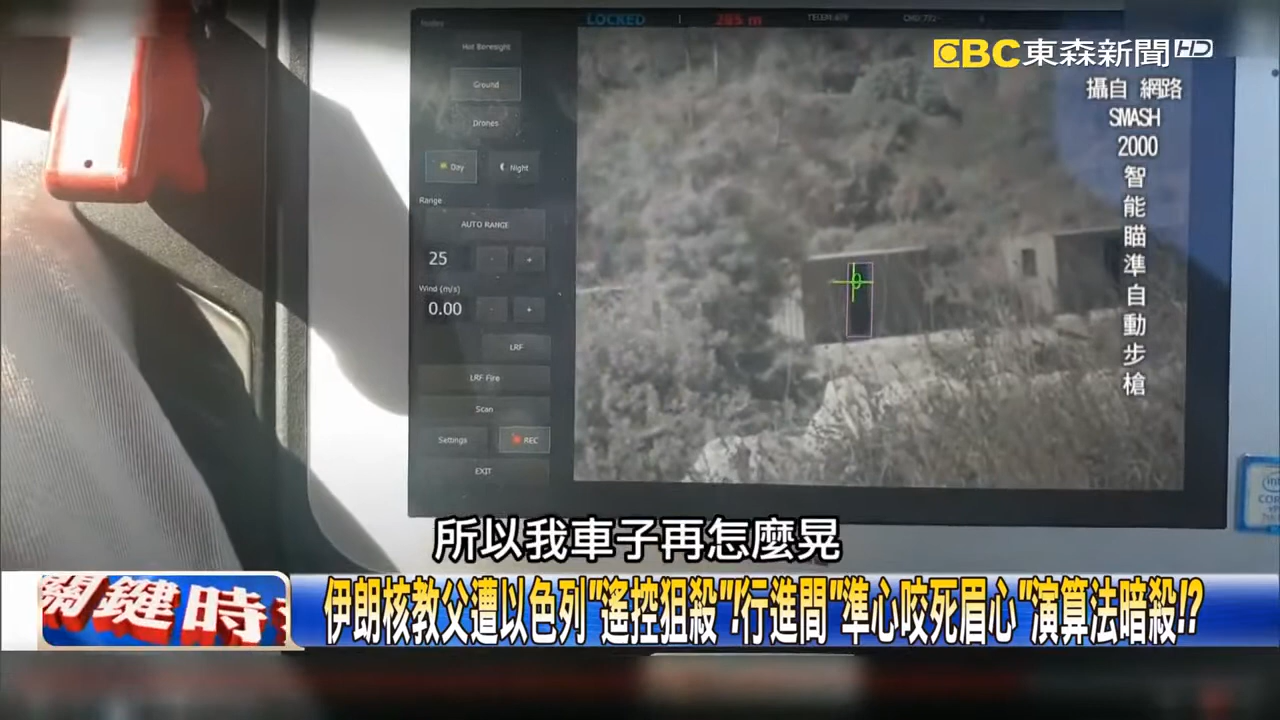 LOCKED
285 m
EBC東森新聞HD
攝自 網路
SMASH
2000
智能瞄準自動步槍
Hot Boresight
Ground
Drones
Day
Night
Range
AUTO RANGE
25
-
+
Wind (m/s)
0.00
-
+
LRF
LRF Fire
Scan
Settings
REC
EXIT
所以我車子再怎麼晃
關鍵時
伊朗核教父遭以色列"遙控狙殺"!行進間"準心咬死眉心"演算法暗殺!?